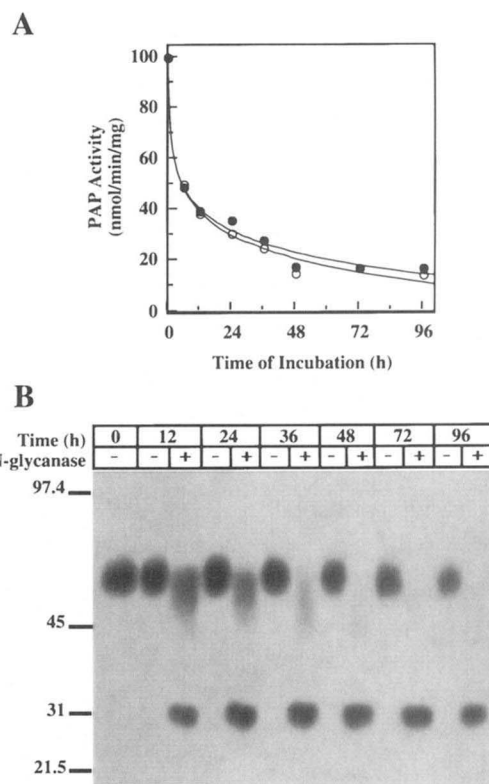 A
PAP Activity
(nmol/min/mg)
100
80
60
40
20
0
0 24 48 72 96
Time of Incubation (h)
B
Time (h) 0 12 24 36 48 72 96
N-glycanase - - + - + - + - + - + - +
97.4
45
31
21.5